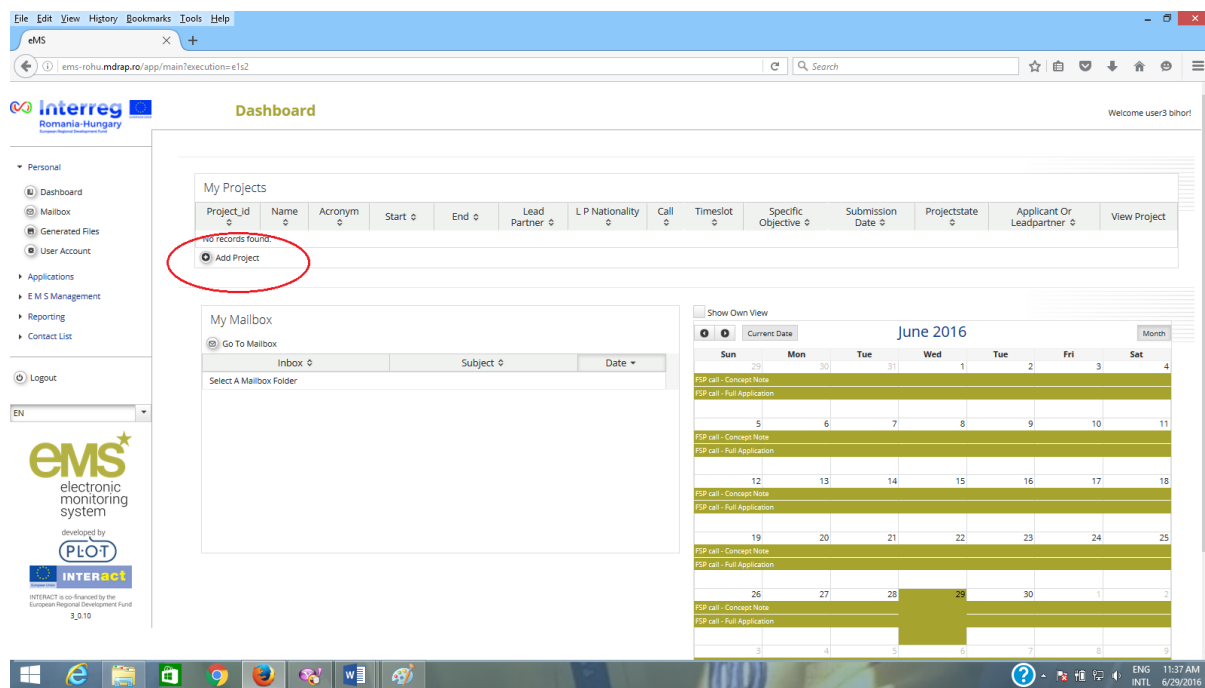 File Edit View History Bookmarks Tools Help
eMS
ems-rohu.mdrap.ro/app/main?execution=e1s2
Search
Interreg
Romania-Hungary
European Regional Development Fund
Dashboard
Welcome user3 bihor!
Personal
Dashboard
Mailbox
Generated Files
User Account
Applications
E M S Management
Reporting
Contact List
Logout
EN
eMS
electronic
monitoring
system
developed by
PLOT
INTERact
INTERACT is co-financed by the
European Regional Development Fund
3_0.10
My Projects
Project_id Name Acronym Start End Lead Partner L P Nationality Call Timeslot Specific Objective Submission Date Projectstate Applicant Or Leadpartner View Project
No records found.
Add Project
My Mailbox
Go To Mailbox
Inbox Subject Date
Select A Mailbox Folder
Show Own View
Current Date June 2016 Month
Sun Mon Tue Wed Tue Fri Sat
29 30 31 1 2 3 4
FSP call - Concept Note
FSP call - Full Application
5 6 7 8 9 10 11
FSP call - Concept Note
FSP call - Full Application
12 13 14 15 16 17 18
FSP call - Concept Note
FSP call - Full Application
19 20 21 22 23 24 25
FSP call - Concept Note
FSP call - Full Application
26 27 28 29 30 1 2
FSP call - Concept Note
FSP call - Full Application
3 4 5 6 7 8 9
ENG 11:37 AM
INTL 6/29/2016